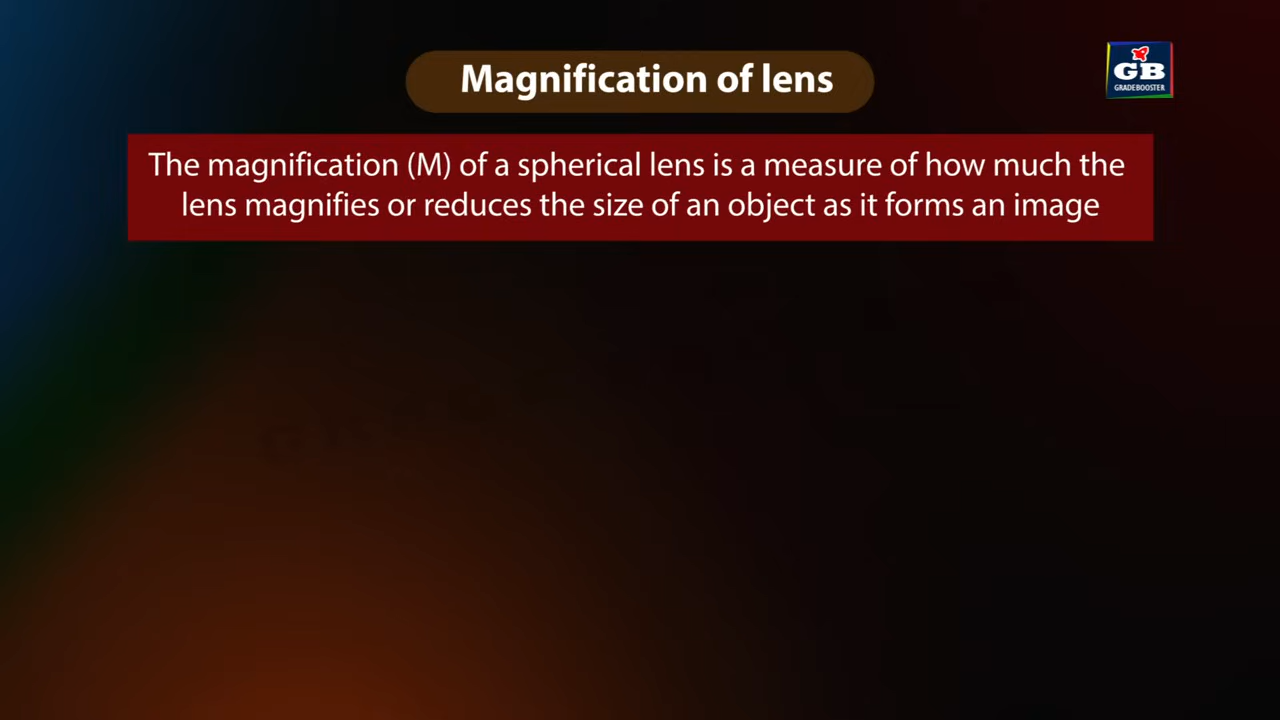 Magnification of lens
GB
GRADEBOOSTER
The magnification (M) of a spherical lens is a measure of how much the
lens magnifies or reduces the size of an object as it forms an image